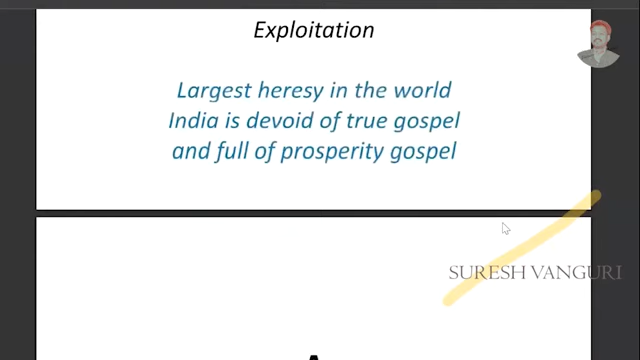 Exploitation
Largest heresy in the world
India is devoid of true gospel
and full of prosperity gospel
SURESH VANGURI